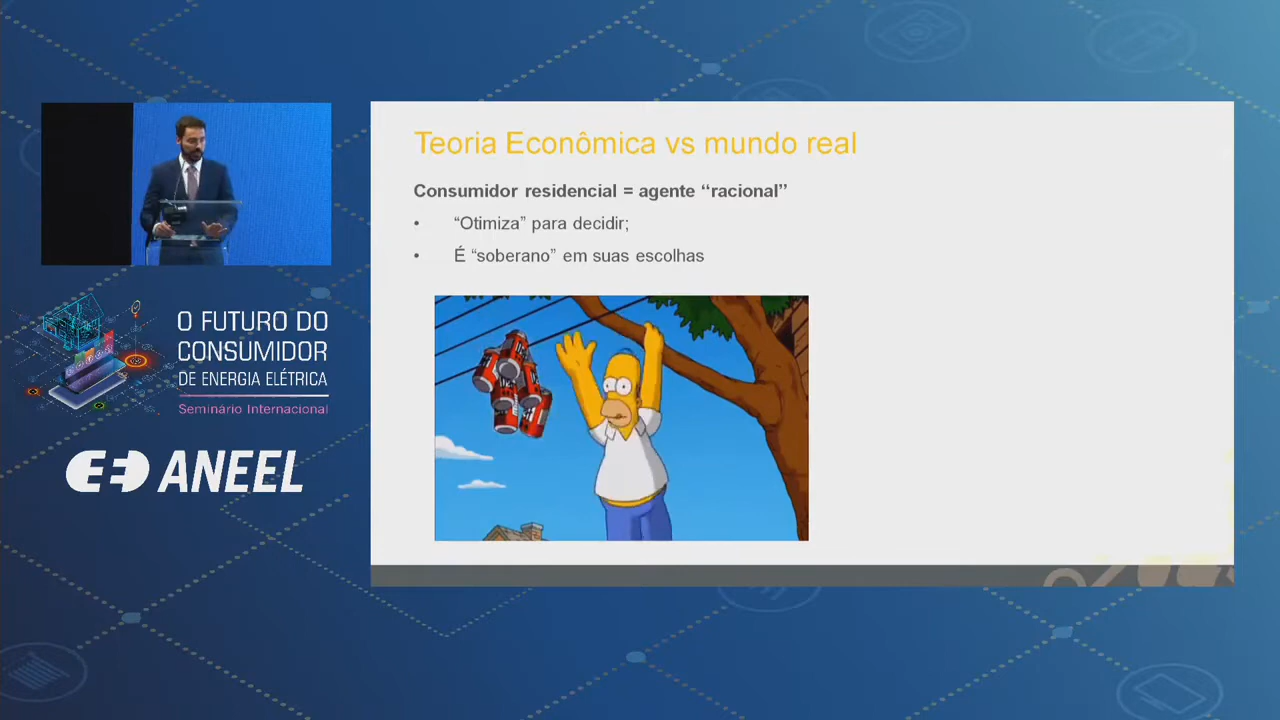 Teoria Econômica vs mundo real
Consumidor residencial = agente “racional”
• “Otimiza” para decidir;
• É “soberano” em suas escolhas
O FUTURO DO
CONSUMIDOR
DE ENERGIA ELÉTRICA
Seminário Internacional
ANEEL